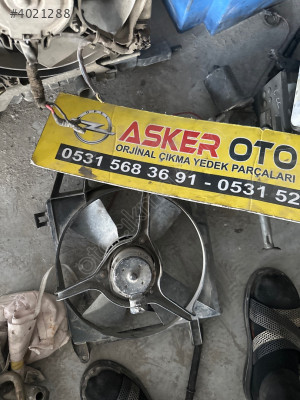 #4021288
ASKER OTO
ORJİNAL ÇIKMA YEDEK PARÇALARI
0531 568 36 91 - 0531 52